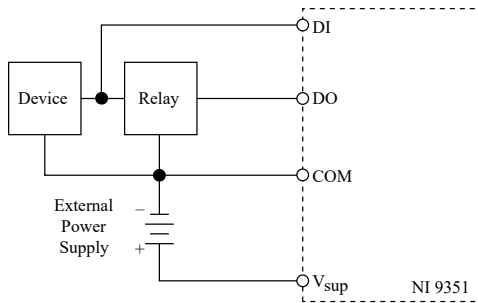 DI
Device
Relay
DO
COM
External
Power
Supply
–
+
Vsup
NI 9351